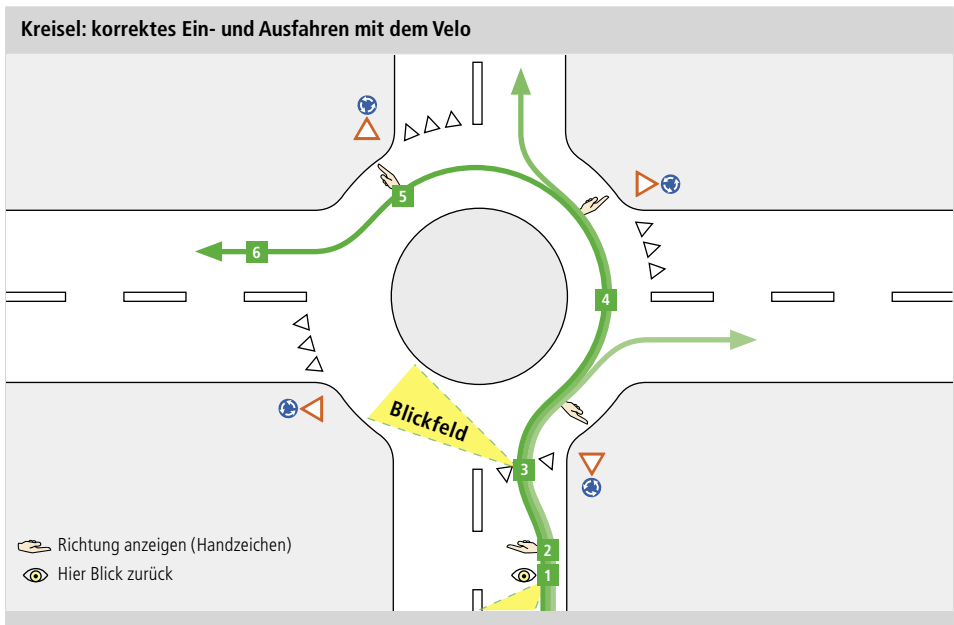 Kreisel: korrektes Ein- und Ausfahren mit dem Velo
5
6
4
Blickfeld
3
2
1
Richtung anzeigen (Handzeichen)
Hier Blick zurück